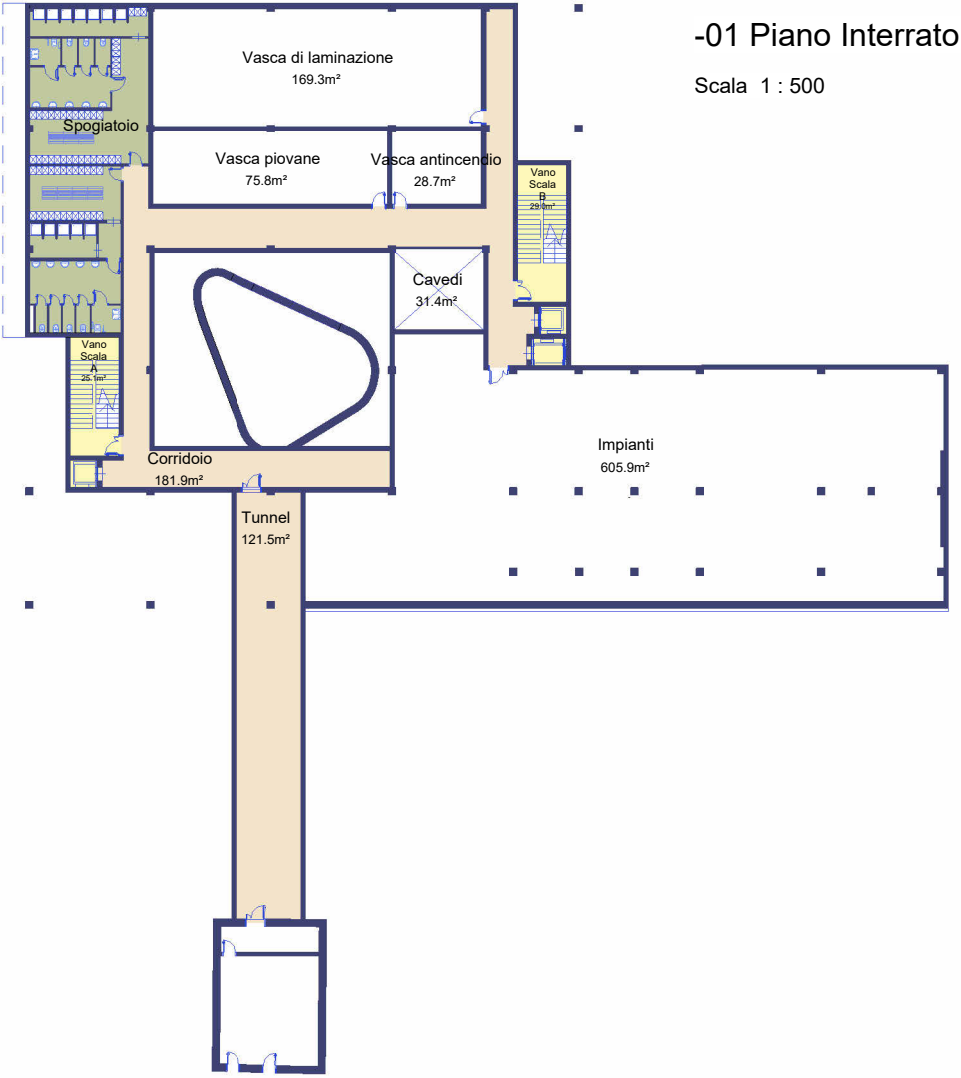 -01 Piano Interrato
Scala 1 : 500
Vasca di laminazione
169.3m²
Spogiatoio
Vasca piovane
75.8m²
Vasca antincendio
28.7m²
Vano
Scala
B
29.0m²
Cavedi
31.4m²
Vano
Scala
A
25.1m²
Impianti
605.9m²
Corridoio
181.9m²
Tunnel
121.5m²